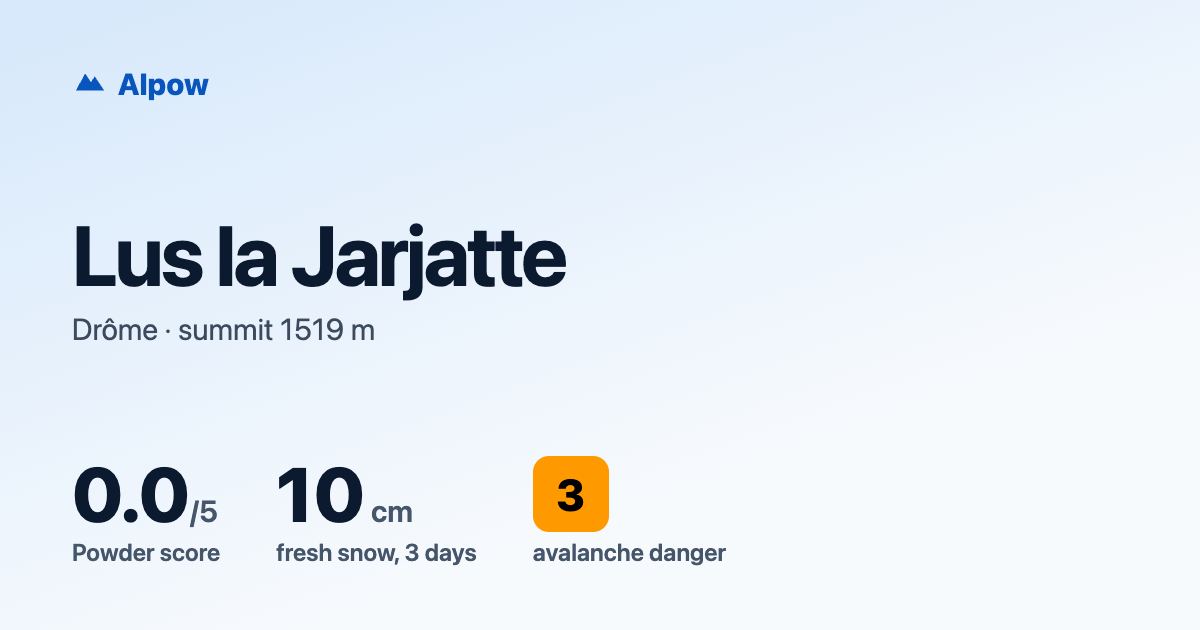 Alpow
Lus la Jarjatte
Drôme · summit 1519 m
0.0/5
Powder score
10 cm
fresh snow, 3 days
3
avalanche danger